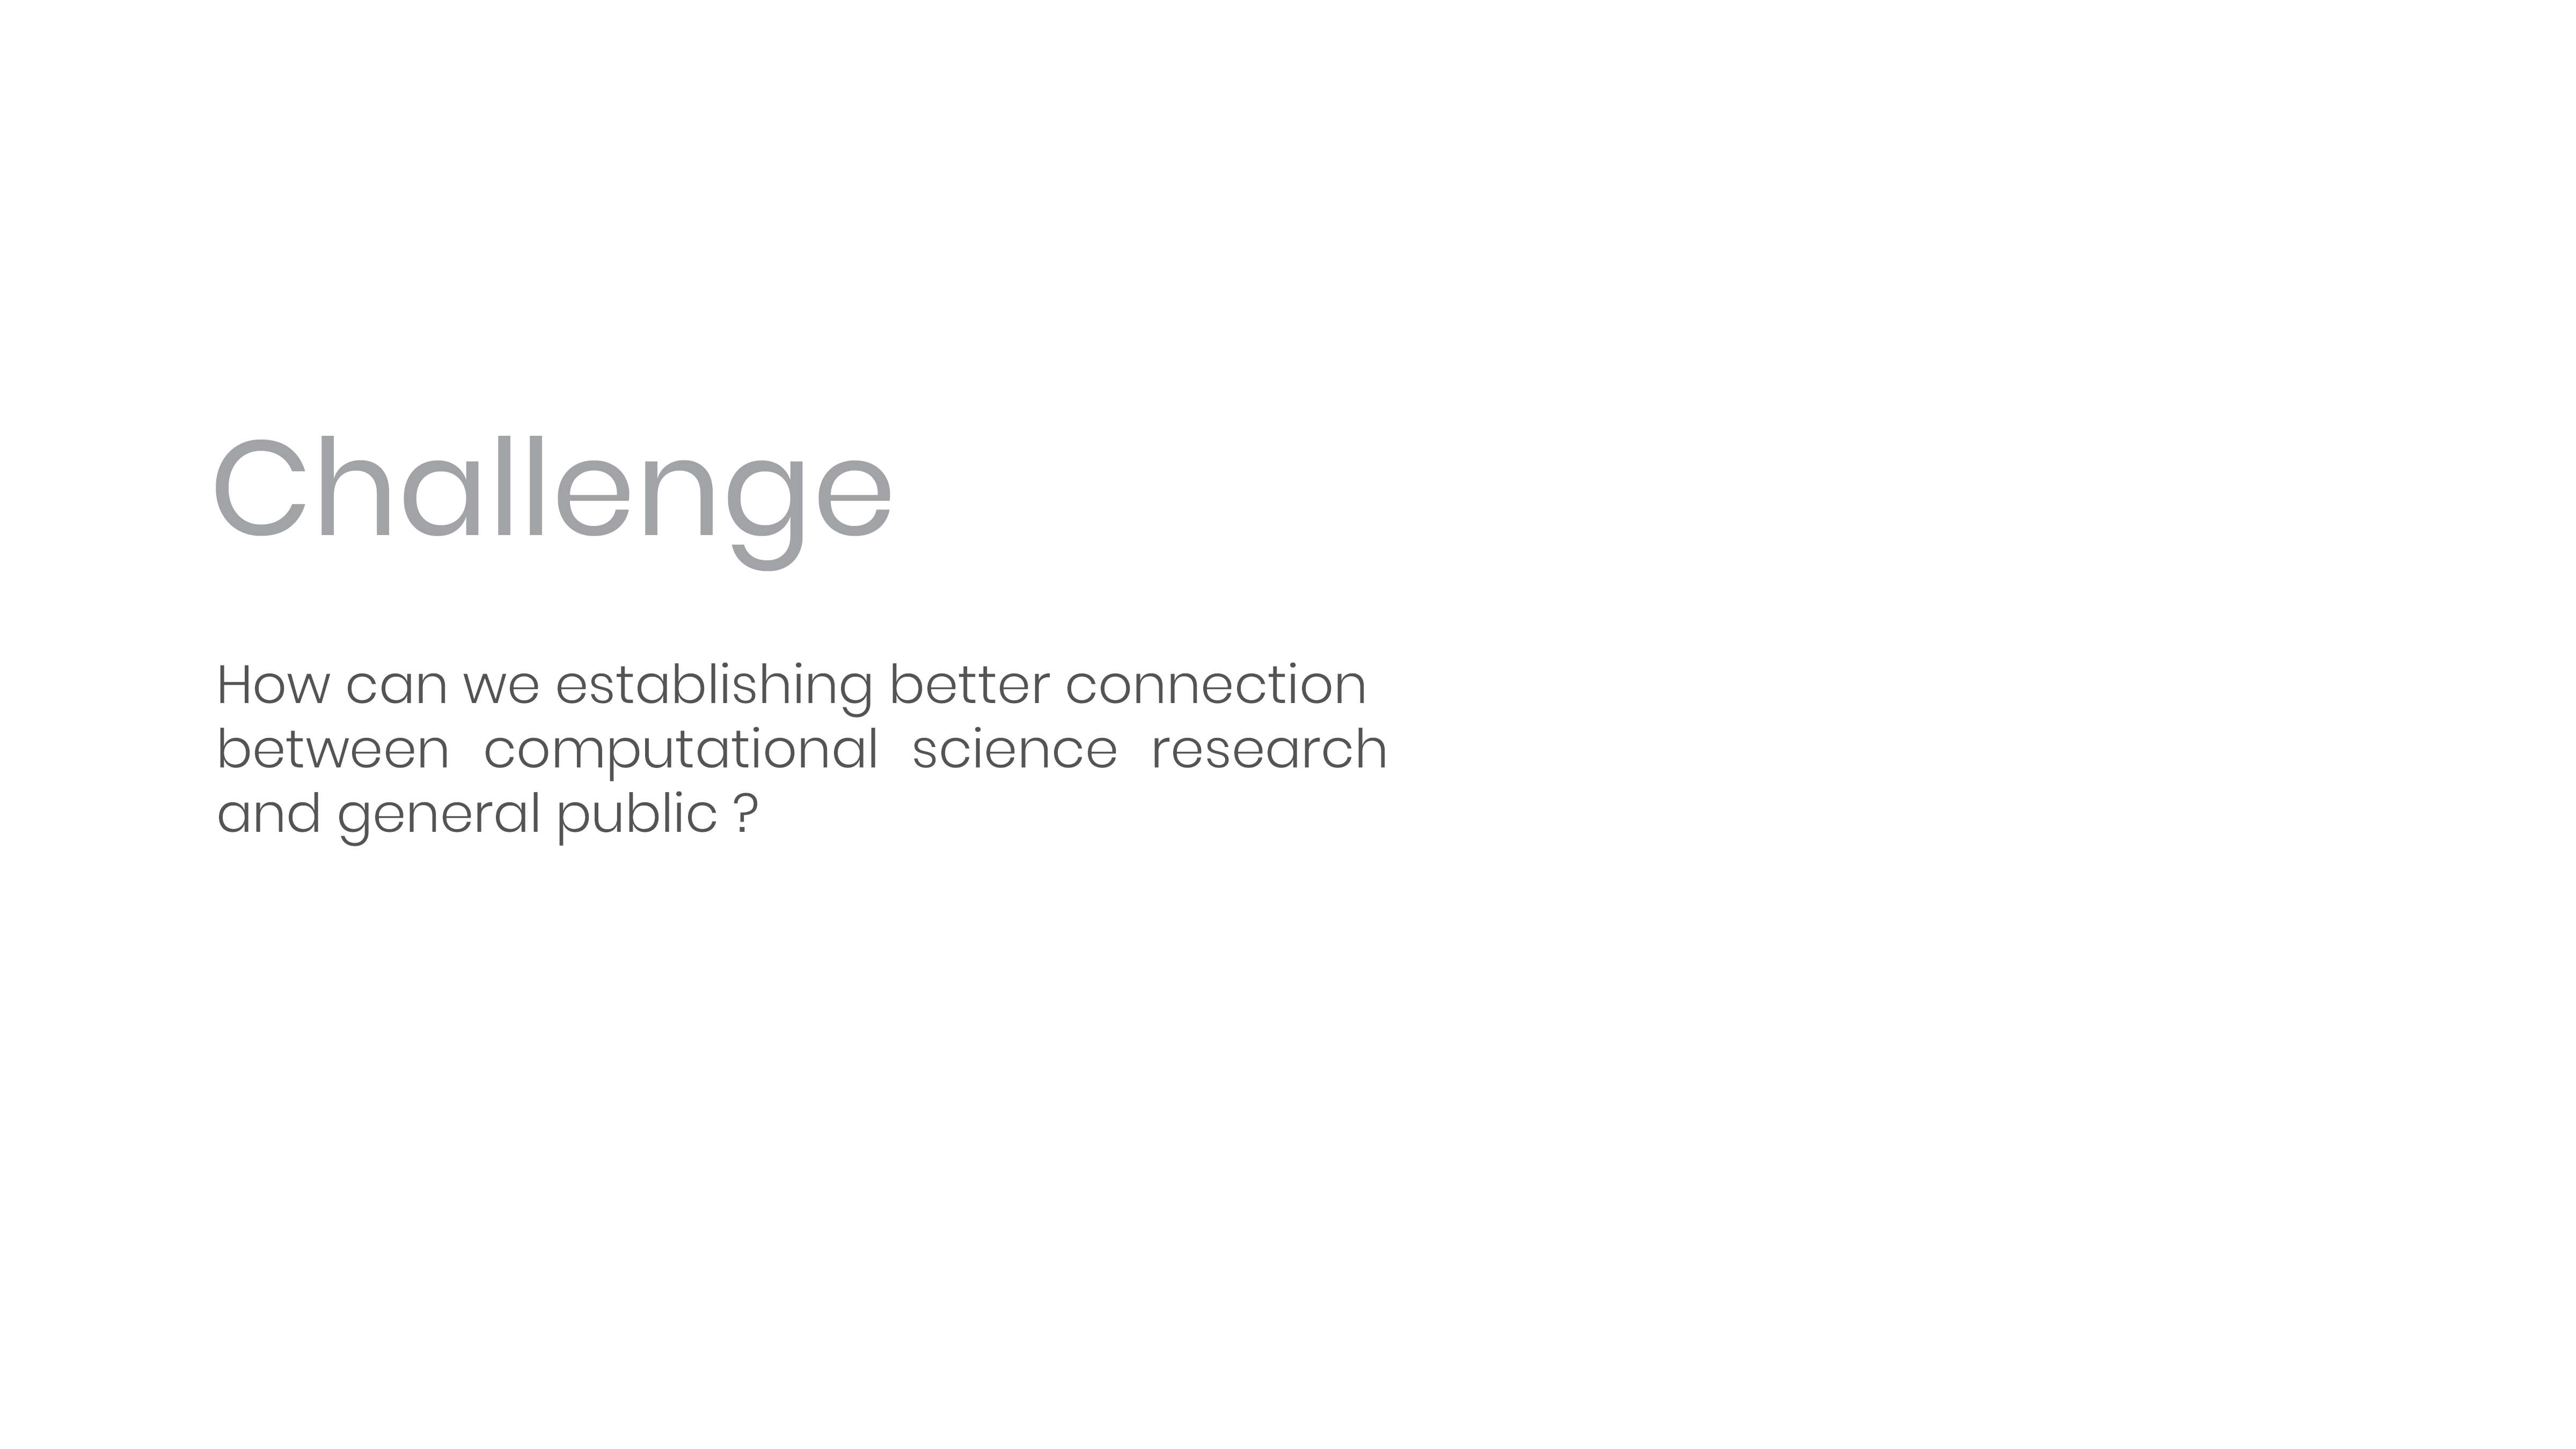 Challenge
How can we establishing better connection
between computational science research
and general public ?